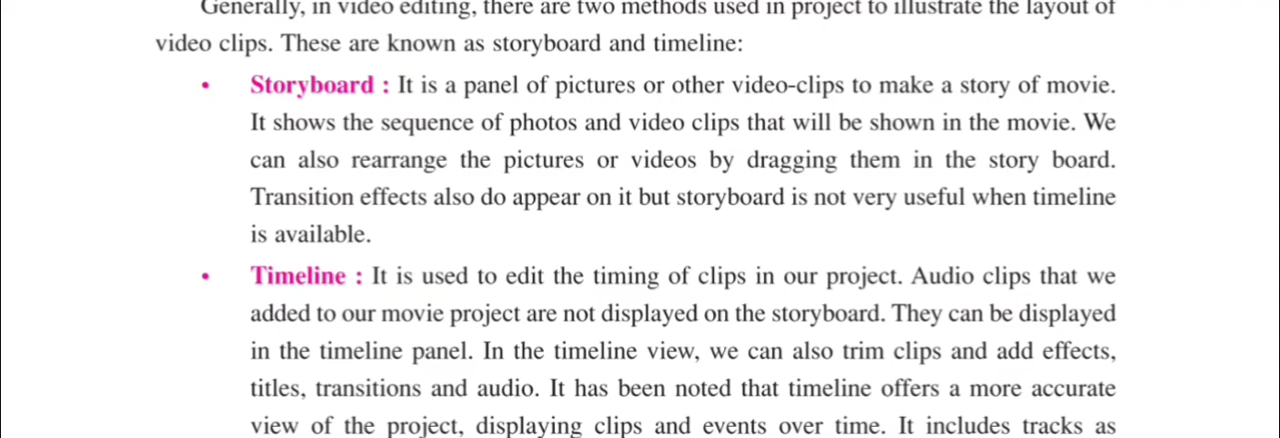 Generally, in video editing, there are two methods used in project to illustrate the layout of
video clips. These are known as storyboard and timeline:
• Storyboard : It is a panel of pictures or other video-clips to make a story of movie.
It shows the sequence of photos and video clips that will be shown in the movie. We
can also rearrange the pictures or videos by dragging them in the story board.
Transition effects also do appear on it but storyboard is not very useful when timeline
is available.
• Timeline : It is used to edit the timing of clips in our project. Audio clips that we
added to our movie project are not displayed on the storyboard. They can be displayed
in the timeline panel. In the timeline view, we can also trim clips and add effects,
titles, transitions and audio. It has been noted that timeline offers a more accurate
view of the project, displaying clips and events over time. It includes tracks as